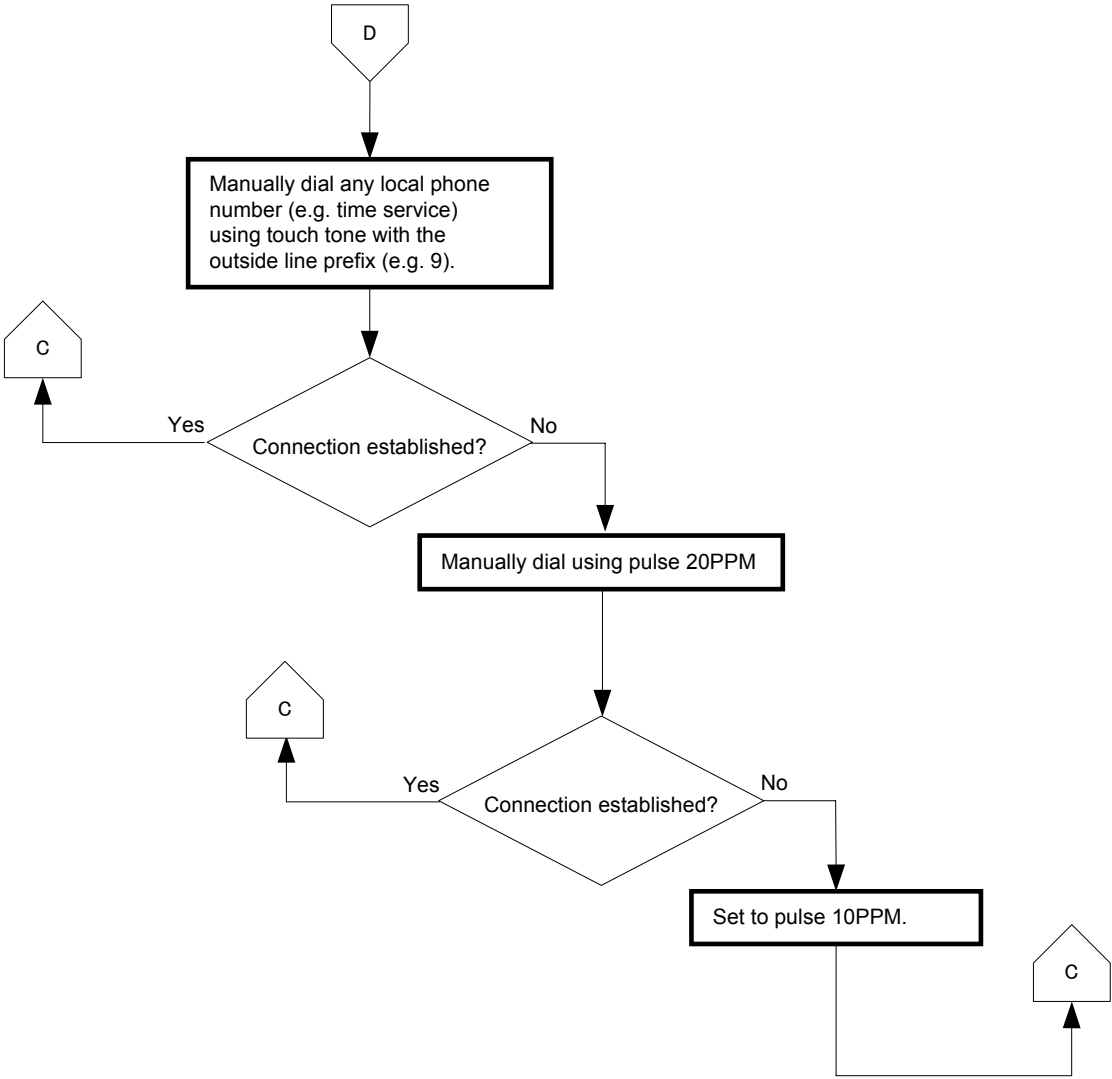 D
Manually dial any local phone
number (e.g. time service)
using touch tone with the
outside line prefix (e.g. 9).
C
Yes
No
Connection established?
Manually dial using pulse 20PPM
C
Yes
No
Connection established?
Set to pulse 10PPM.
C